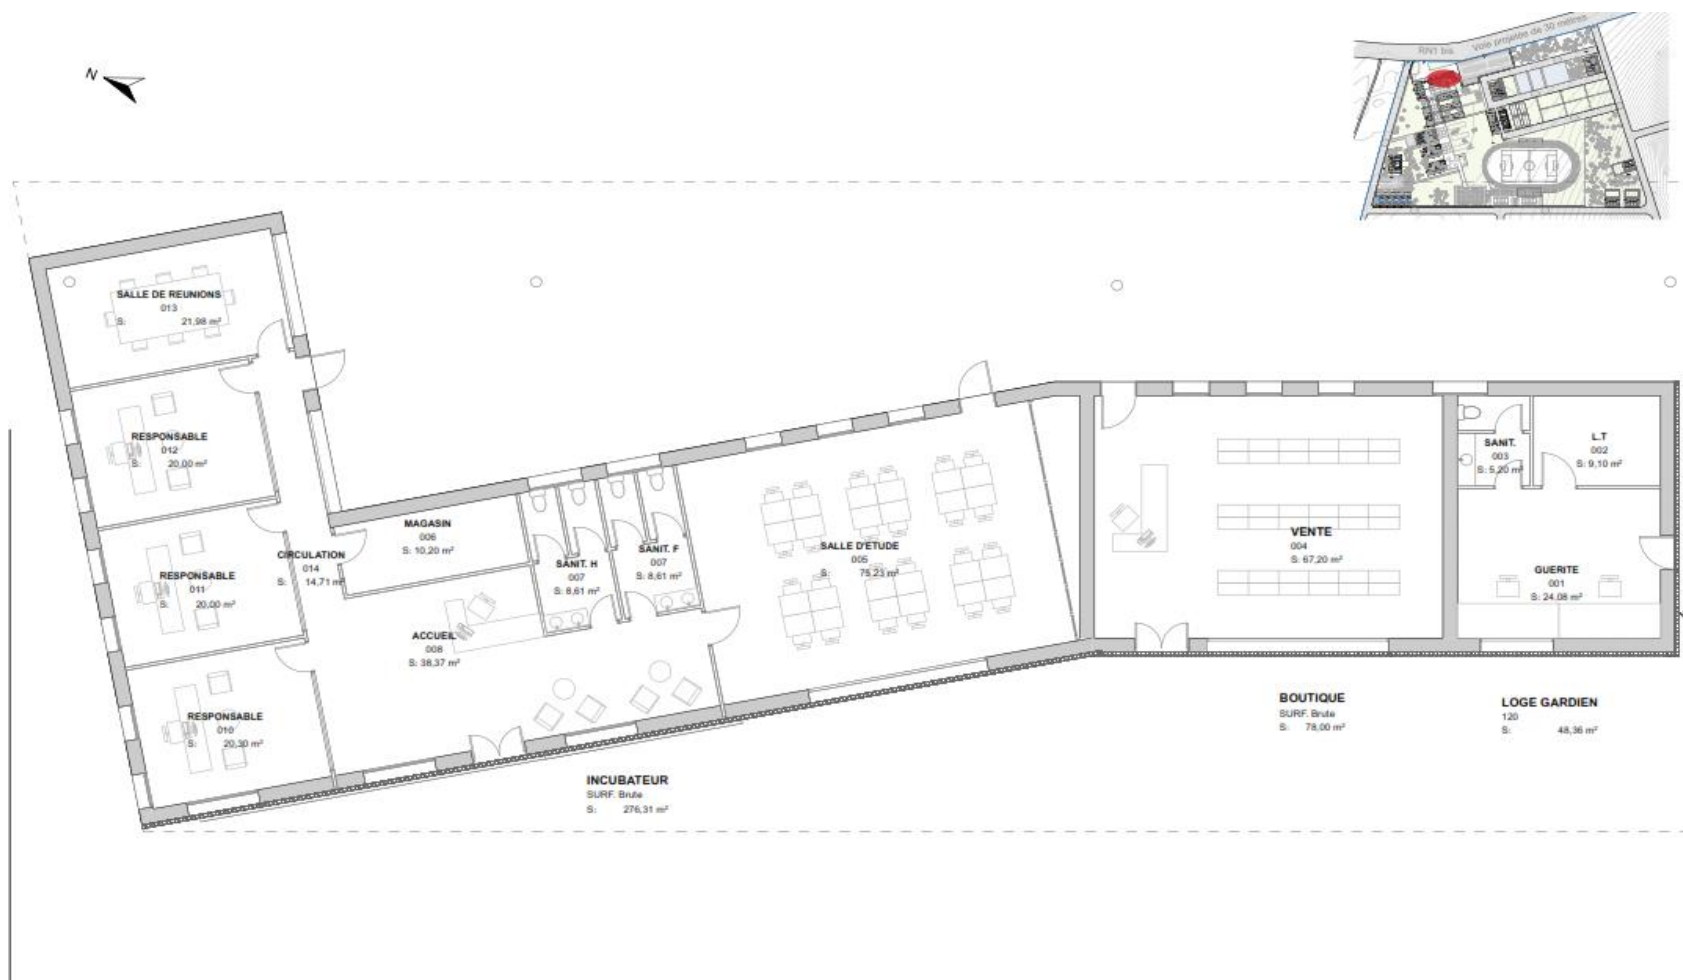 N
RN1 bis
Voie projetée de 30 mètres
SALLE DE REUNIONS
013
S: 21,98 m²
RESPONSABLE
012
S: 20,00 m²
RESPONSABLE
011
S: 20,00 m²
RESPONSABLE
010
S: 20,30 m²
CIRCULATION
014
S: 14,71 m²
MAGASIN
006
S: 10,20 m²
ACCUEIL
008
S: 38,37 m²
SANIT. H
007
S: 8,61 m²
SANIT. F
007
S: 8,61 m²
SALLE D'ETUDE
005
S: 75,23 m²
VENTE
004
S: 67,20 m²
SANIT.
003
S: 5,20 m²
L.T
002
S: 9,10 m²
GUERITE
001
S: 24,08 m²
INCUBATEUR
SURF. Brute
S: 276,31 m²
BOUTIQUE
SURF. Brute
S: 78,00 m²
LOGE GARDIEN
120
S: 48,36 m²